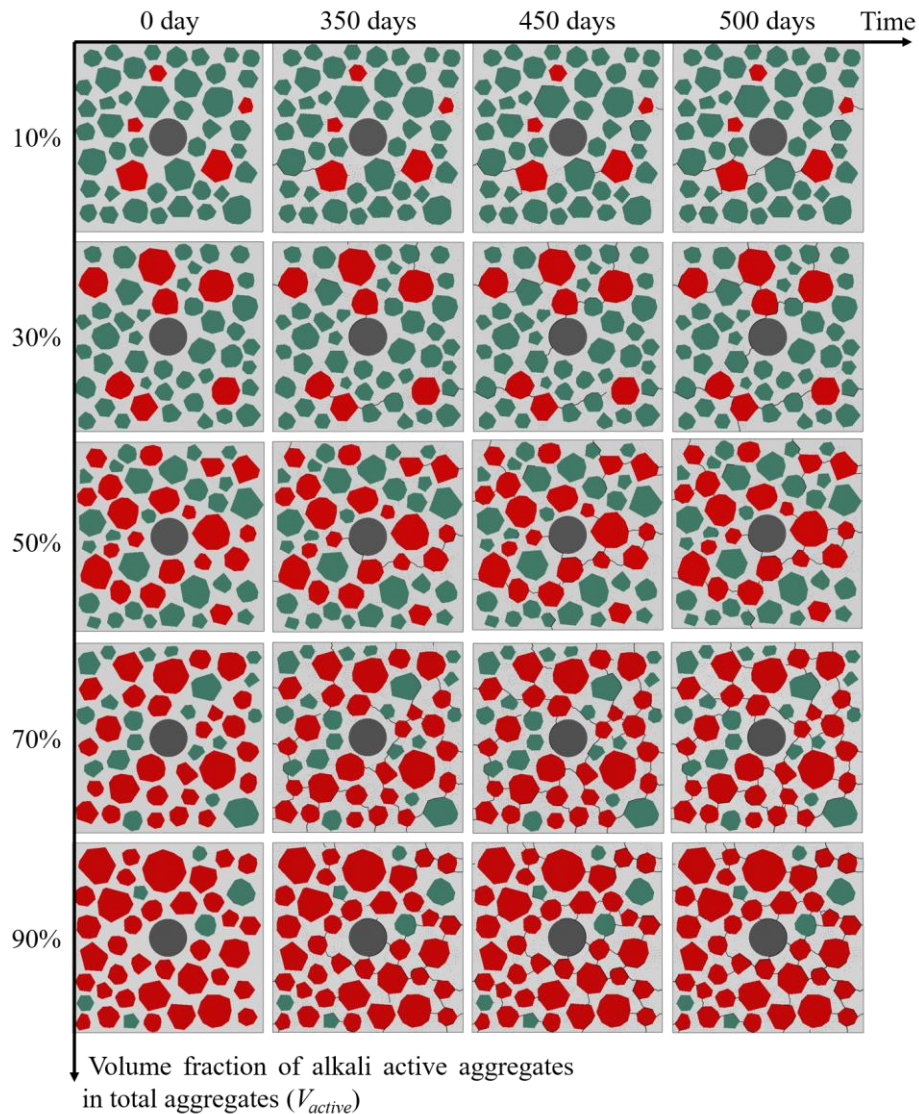 0 day 350 days 450 days 500 days Time
10%
30%
50%
70%
90%
Volume fraction of alkali active aggregates
in total aggregates (Vactive)